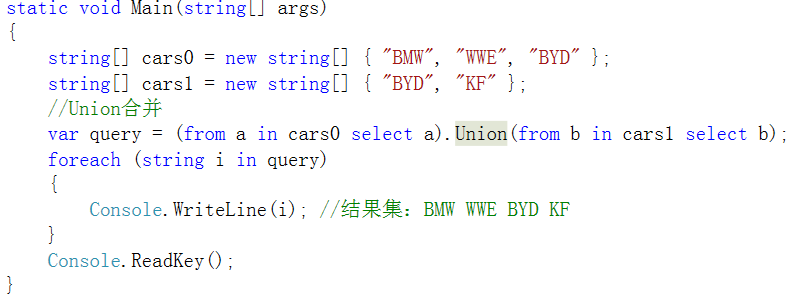 static void Main(string[] args)
{
    string[] cars0 = new string[] { "BMW", "WWE", "BYD" };
    string[] cars1 = new string[] { "BYD", "KF" };
    //Union合并
    var query = (from a in cars0 select a).Union(from b in cars1 select b);
    foreach (string i in query)
    {
        Console.WriteLine(i); //结果集：BMW WWE BYD KF
    }
    Console.ReadKey();
}